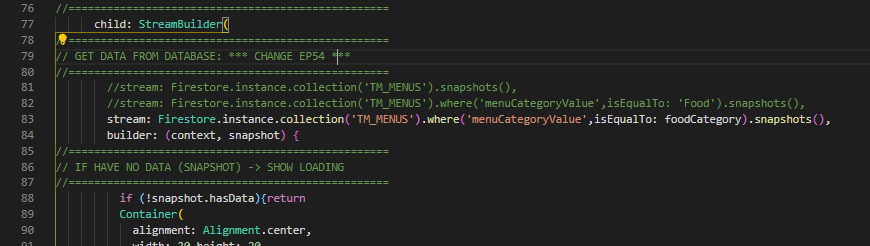 76 //==================================================
77 child: StreamBuilder(
78 //==================================================
79 // GET DATA FROM DATABASE: *** CHANGE EP54 ***
80 //==================================================
81 //stream: Firestore.instance.collection('TM_MENUS').snapshots(),
82 //stream: Firestore.instance.collection('TM_MENUS').where('menuCategoryValue',isEqualTo: 'Food').snapshots(),
83 stream: Firestore.instance.collection('TM_MENUS').where('menuCategoryValue',isEqualTo: foodCategory).snapshots(),
84 builder: (context, snapshot) {
85 //==================================================
86 // IF HAVE NO DATA (SNAPSHOT) -> SHOW LOADING
87 //==================================================
88 if (!snapshot.hasData){return
89 Container(
90 alignment: Alignment.center,
91 width: 20,height: 20,